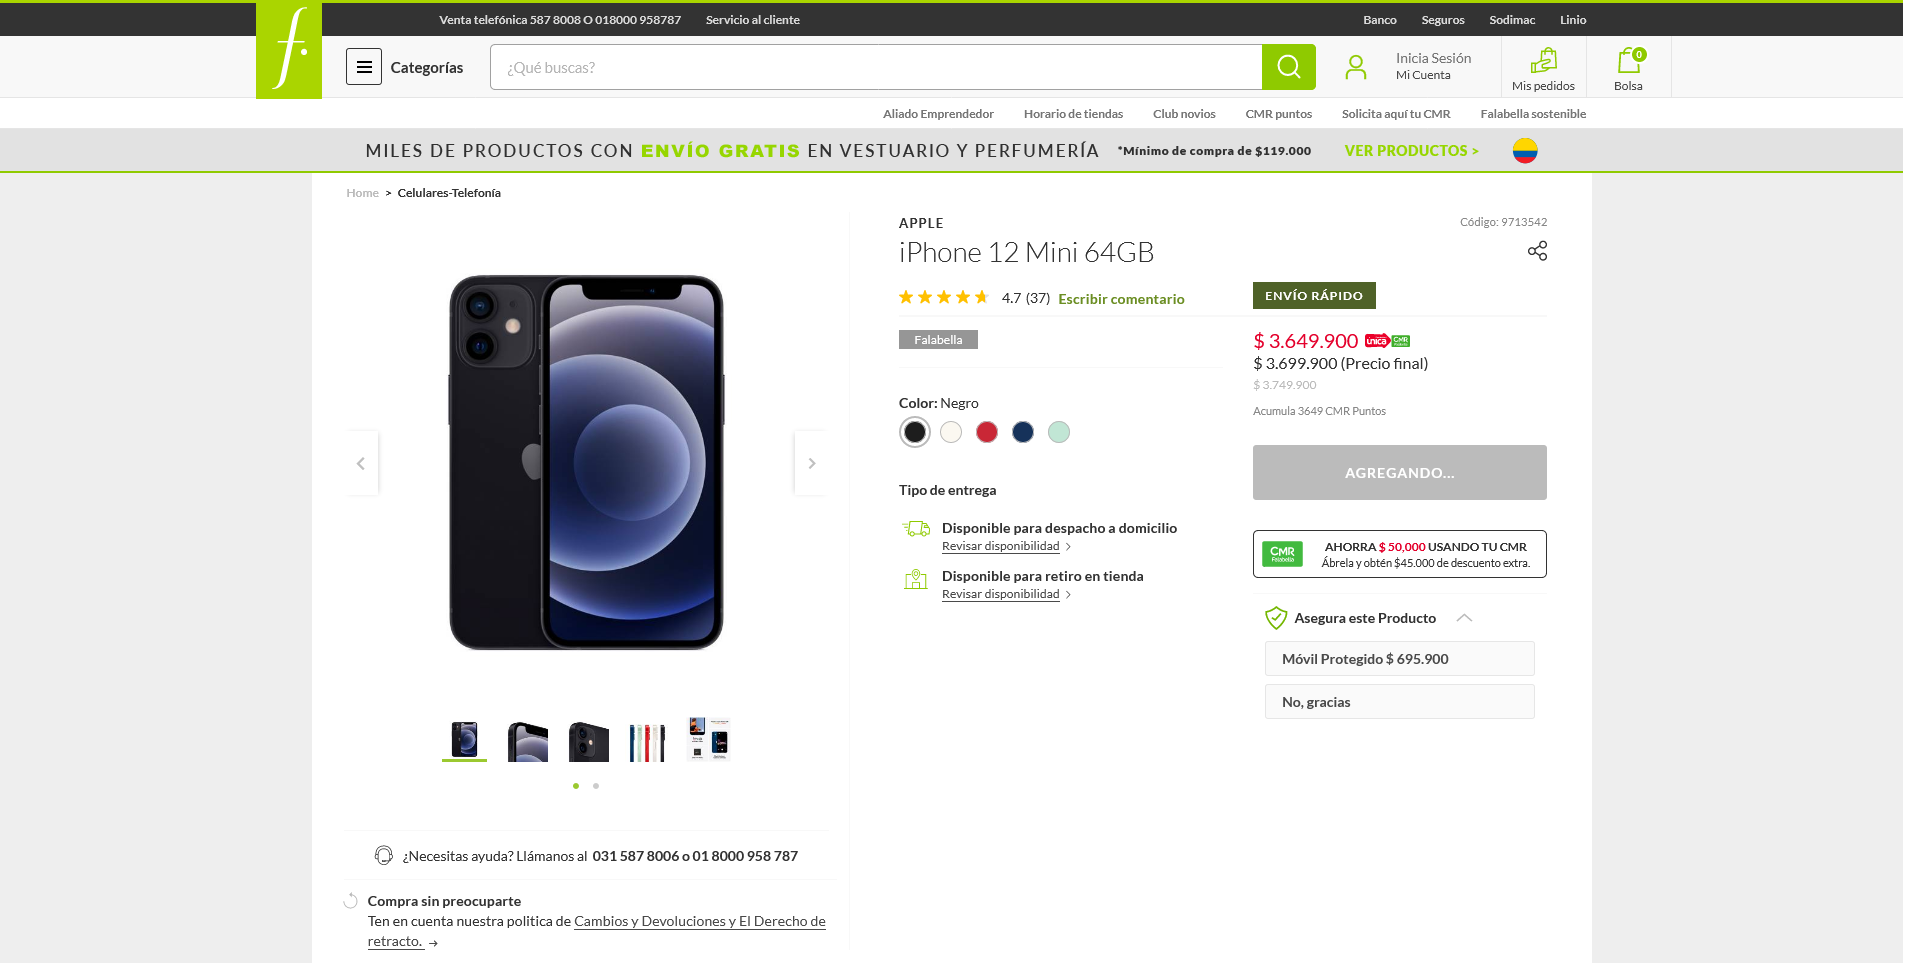 Venta telefónica 587 8008 O 018000 958787 Servicio al cliente Banco Seguros Sodimac Linio
f.
Categorías
¿Qué buscas?
Inicia Sesión
Mi Cuenta
Mis pedidos
0
Bolsa
Aliado Emprendedor Horario de tiendas Club novios CMR puntos Solicita aquí tu CMR Falabella sostenible
MILES DE PRODUCTOS CON ENVÍO GRATIS EN VESTUARIO Y PERFUMERÍA *Mínimo de compra de $119.000 VER PRODUCTOS >
Home > Celulares-Telefonía
APPLE
Código: 9713542
iPhone 12 Mini 64GB
4.7 (37) Escribir comentario
ENVÍO RÁPIDO
Falabella
$ 3.649.900 única CMR
$ 3.699.900 (Precio final)
$ 3.749.900
Acumula 3649 CMR Puntos
Color: Negro
AGREGANDO...
Tipo de entrega
Disponible para despacho a domicilio
Revisar disponibilidad >
Disponible para retiro en tienda
Revisar disponibilidad >
CMR
Falabella
AHORRA $ 50,000 USANDO TU CMR
Ábrela y obtén $45.000 de descuento extra.
Asegura este Producto
Móvil Protegido $ 695.900
No, gracias
¿Necesitas ayuda? Llámanos al 031 587 8006 o 01 8000 958 787
Compra sin preocuparte
Ten en cuenta nuestra politica de Cambios y Devoluciones y El Derecho de
retracto. →